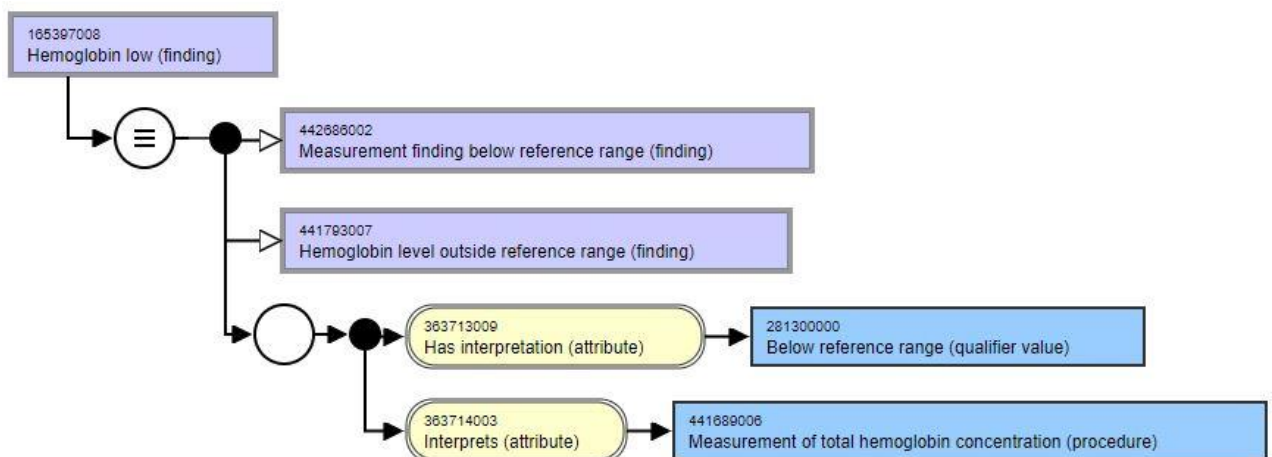 165397008
Hemoglobin low (finding)
442686002
Measurement finding below reference range (finding)
441793007
Hemoglobin level outside reference range (finding)
363713009
Has interpretation (attribute)
281300000
Below reference range (qualifier value)
363714003
Interprets (attribute)
441689006
Measurement of total hemoglobin concentration (procedure)